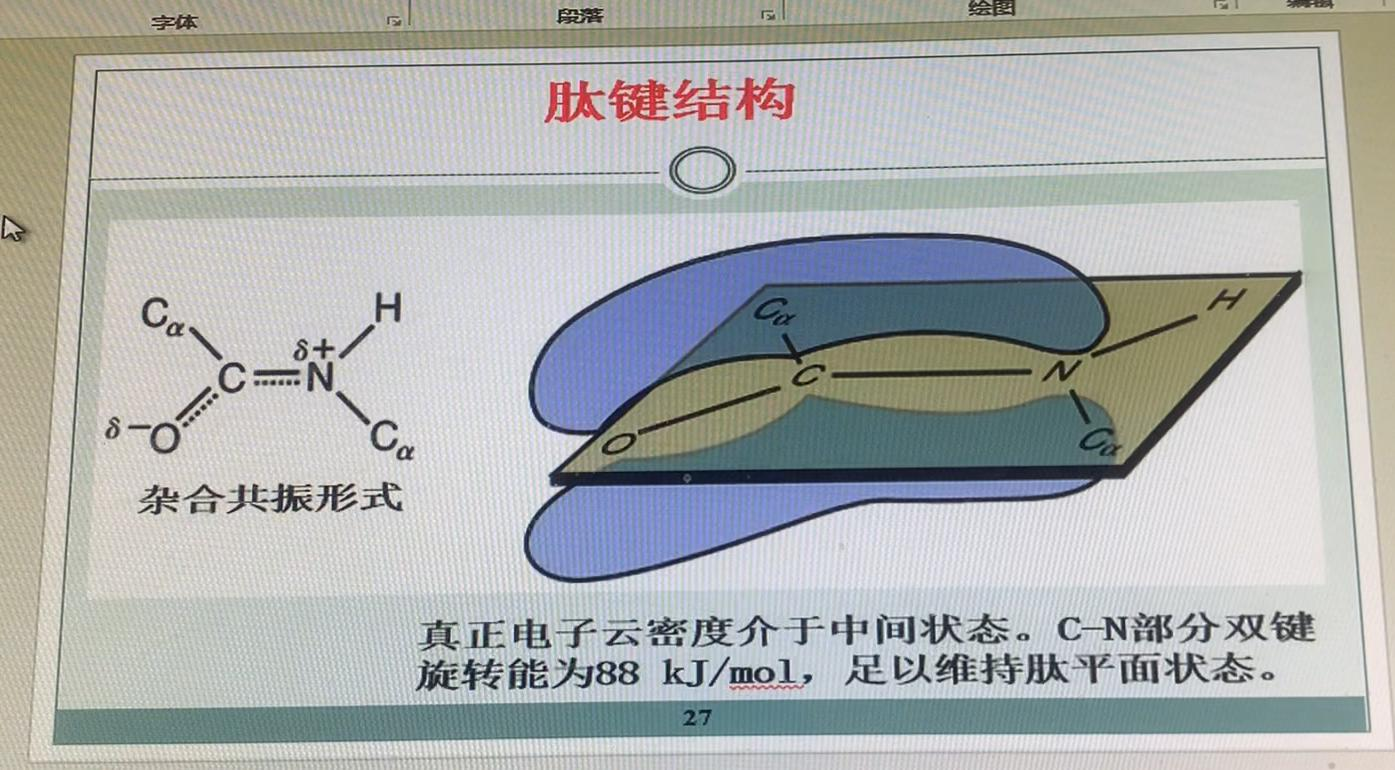 字体 段落 绘图 编辑
肽键结构
Cα H
δ+
C N
δ−
O Cα
杂合共振形式
Cα H
C N
O Cα
真正电子云密度介于中间状态。C-N部分双键
旋转能为88 kJ/mol，足以维持肽平面状态。
27